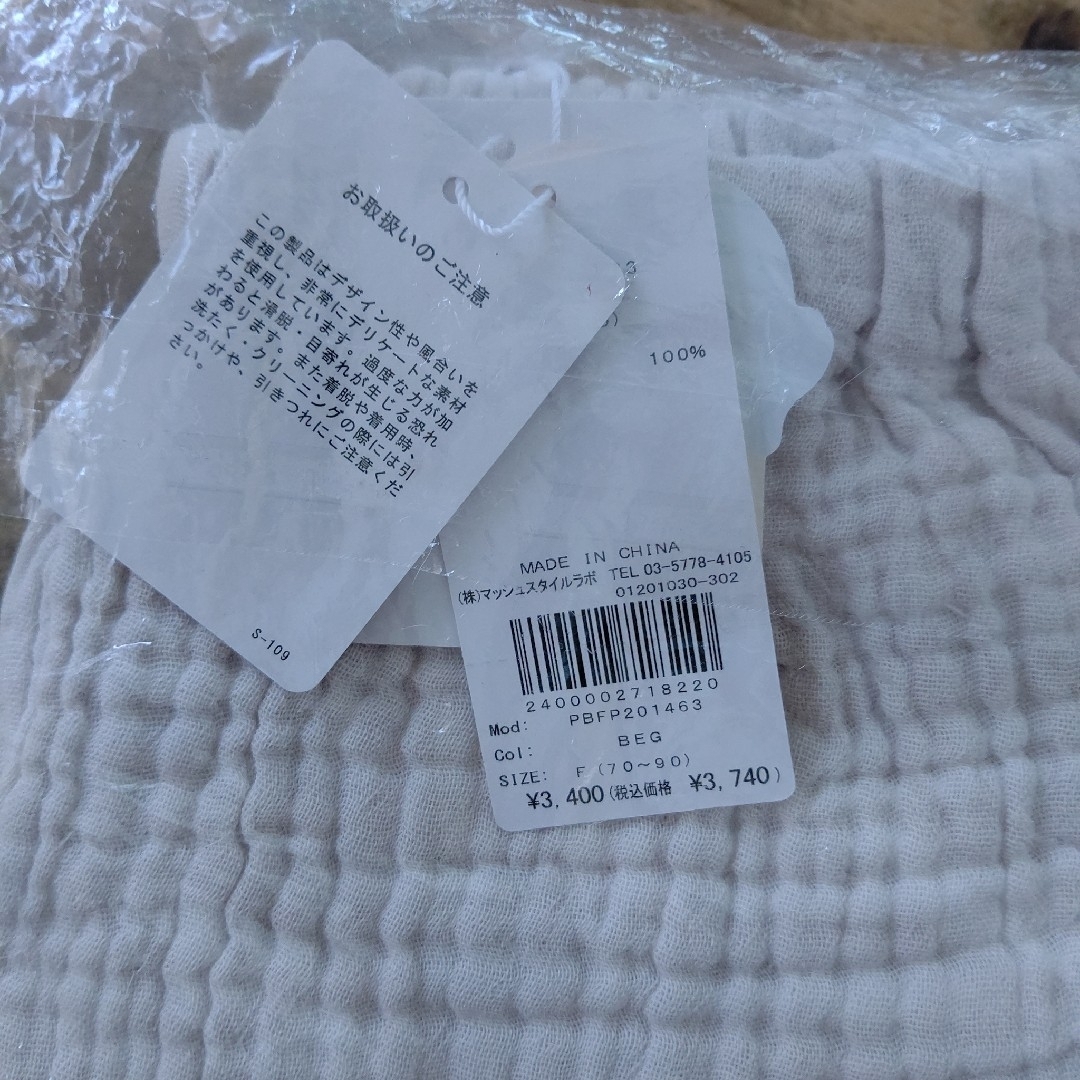 お取扱いのご注意
この製品はデザイン性や風合いを
重視し、非常にデリケートな素材
を使用しています。過度な力が加
わると滑脱・目寄れが生じる恐れ
があります。また着脱や着用時、
洗たく・クリーニングの際には引
っかけや、引きつれにご注意くだ
さい。
S-109
100%
MADE IN CHINA
(株)マッシュスタイルラボ TEL 03-5778-4105
01201030-302
2400002718220
Mod: PBFP201463
Col: BEG
SIZE: F(70~90)
¥3,400(税込価格 ¥3,740)